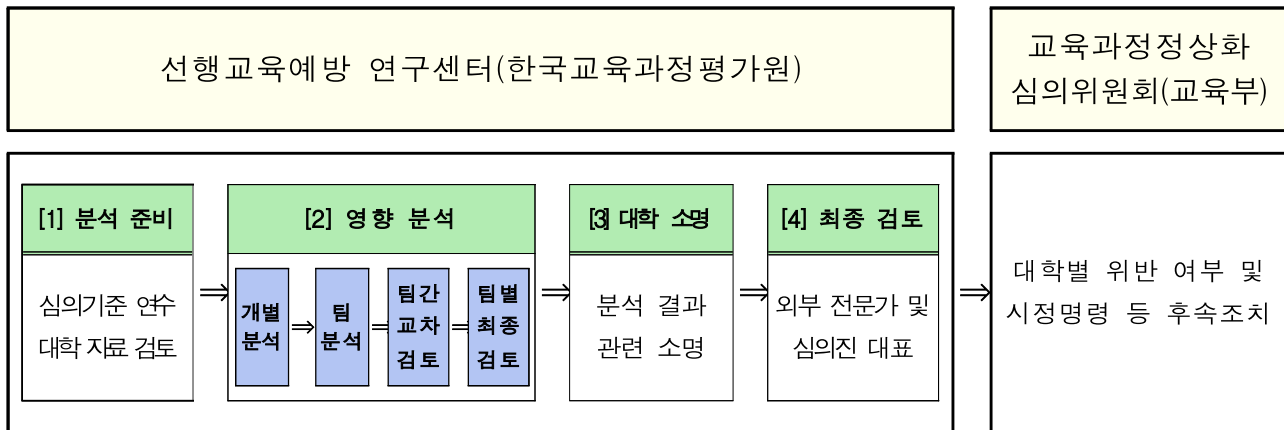 선행교육예방 연구센터(한국교육과정평가원)
교육과정정상화
심의위원회(교육부)
[1] 분석 준비
심의기준 연수
대학 자료 검토
⇒
[2] 영향 분석
개별
분석
⇒
팀
분석
⇒
팀간
교차
검토
⇒
팀별
최종
검토
⇒
[3] 대학 소명
분석 결과
관련 소명
⇒
[4] 최종 검토
외부 전문가 및
심의진 대표
⇒
대학별 위반 여부 및
시정명령 등 후속조치